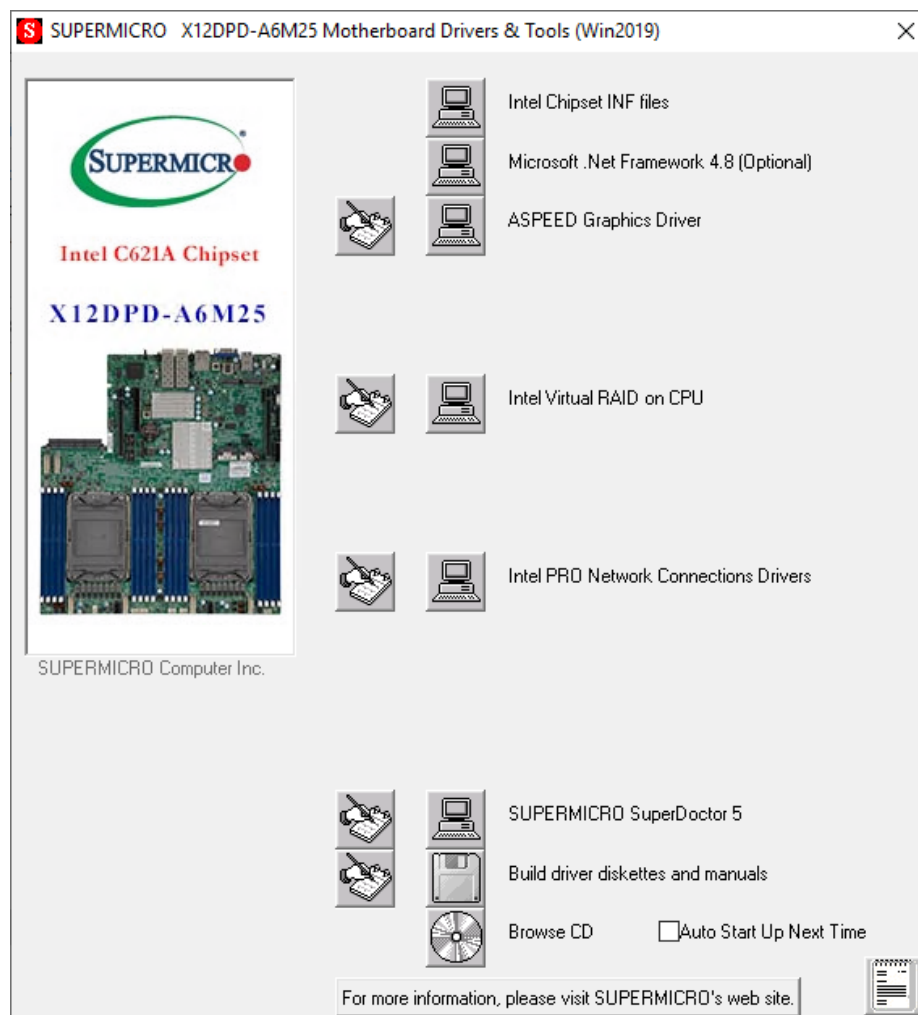 SUPERMICRO X12DPD-A6M25 Motherboard Drivers & Tools (Win2019)
SUPERMICRO
Intel C621A Chipset
X12DPD-A6M25
SUPERMICRO Computer Inc.
Intel Chipset INF files
Microsoft .Net Framework 4.8 (Optional)
ASPEED Graphics Driver
Intel Virtual RAID on CPU
Intel PRO Network Connections Drivers
SUPERMICRO SuperDoctor 5
Build driver diskettes and manuals
Browse CD
Auto Start Up Next Time
For more information, please visit SUPERMICRO's web site.